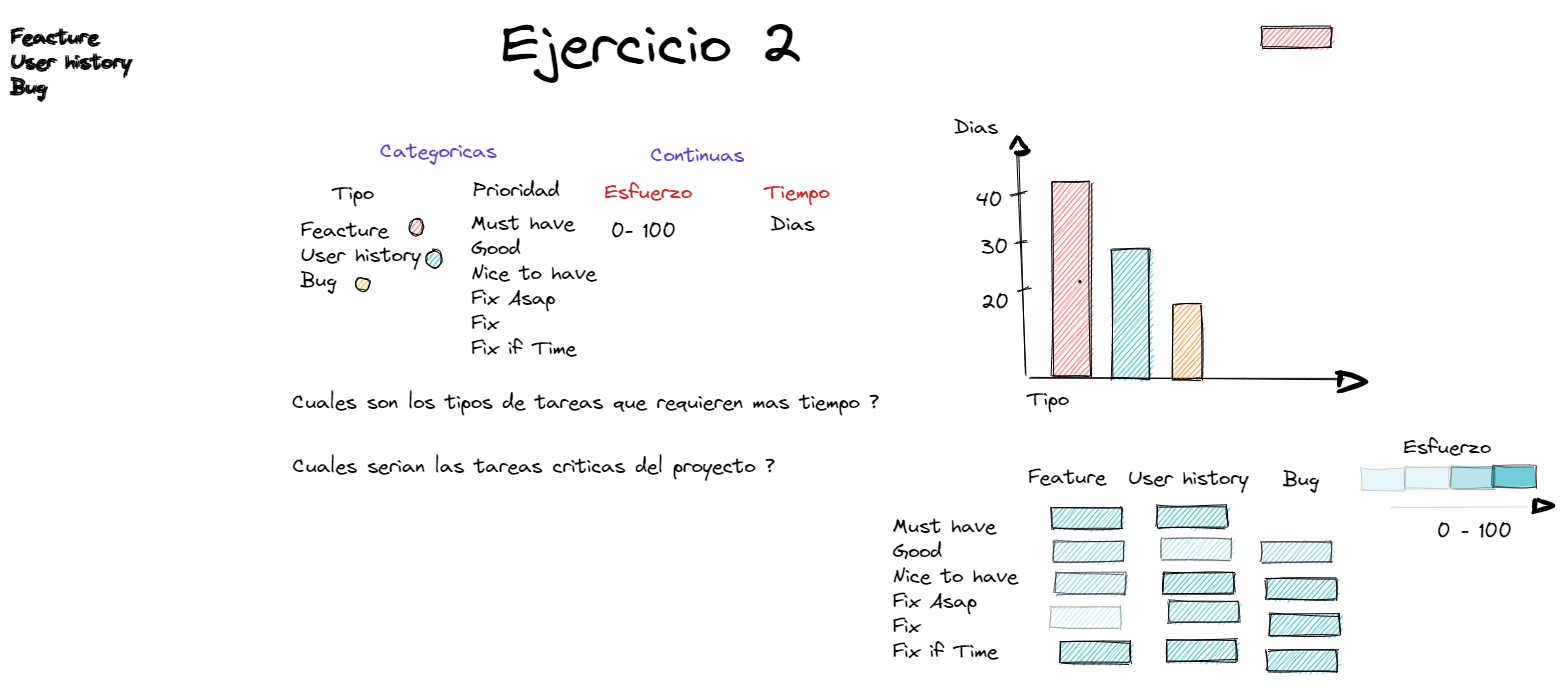 Feacture
User history
Bug
Ejercicio 2
Categoricas
Continuas
Tipo
Prioridad
Esfuerzo
Tiempo
Feacture
User history
Bug
Must have
Good
Nice to have
Fix Asap
Fix
Fix if Time
0- 100
Dias
Cuales son los tipos de tareas que requieren mas tiempo ?
Cuales serian las tareas criticas del proyecto ?
Dias
40
30
20
Tipo
Esfuerzo
0 - 100
Feature User history Bug
Must have
Good
Nice to have
Fix Asap
Fix
Fix if Time